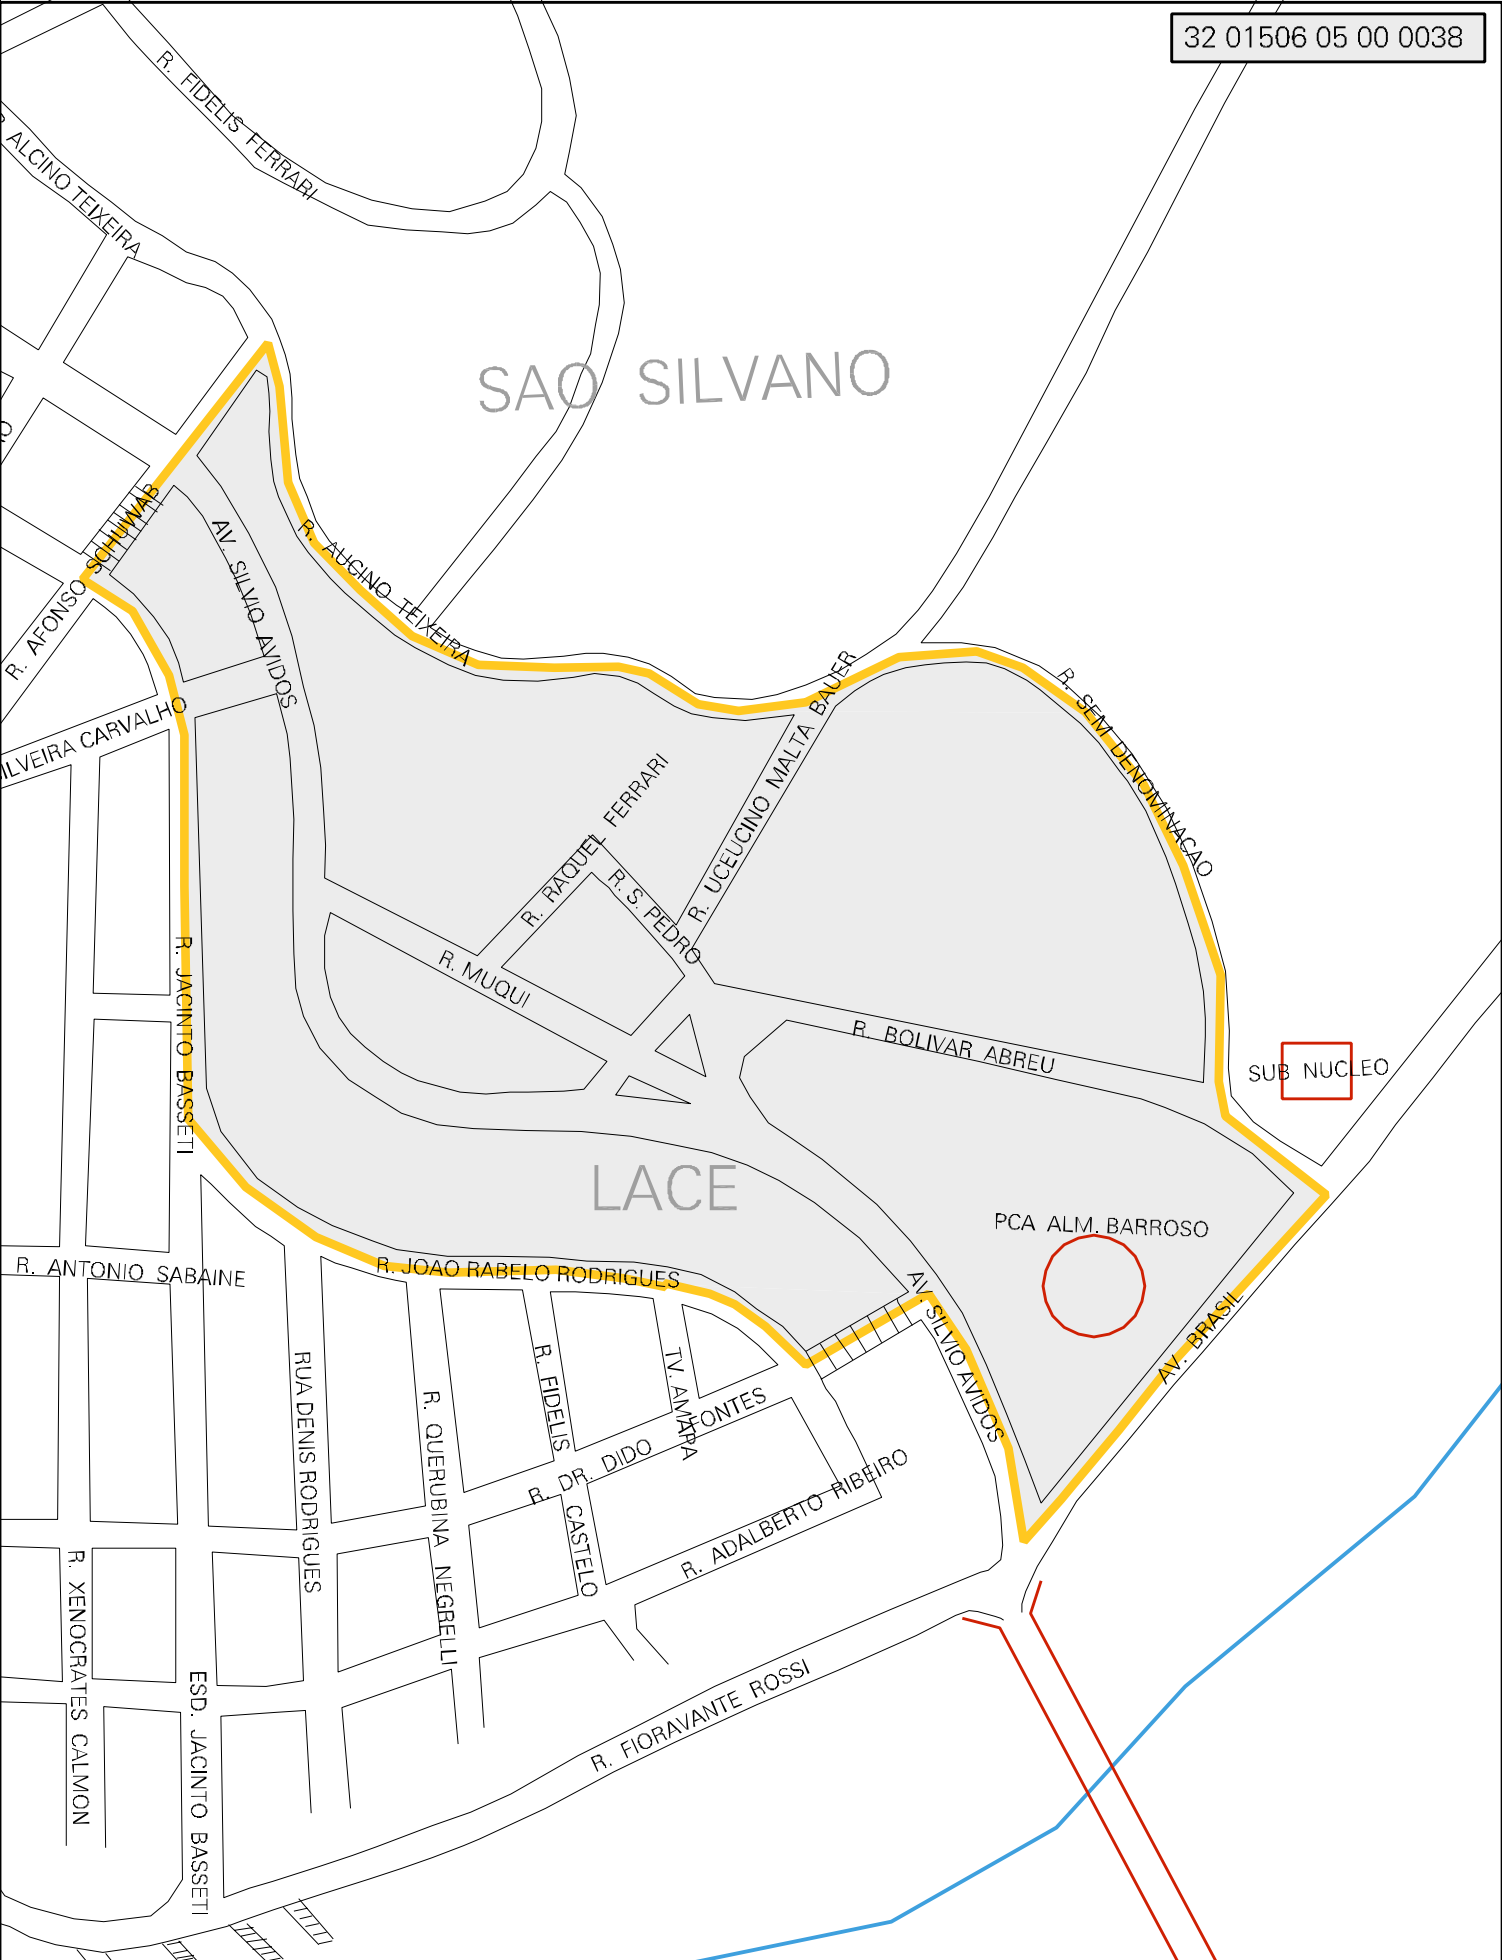 32 01506 05 00 0038
R. FIDELIS FERRARI
ALCINO TEIXEIRA
SAO SILVANO
R. AFONSO SCHUWAB
AV. SILVIO AVIDOS
R. AUCINO TEIXEIRA
R. SEM DENOMINACAO
R. UCEUCINO MALTA BAUER
ILVEIRA CARVALHO
R. RAQUEL FERRARI
R. S. PEDRO
R. MUQUI
R. JACINTO BASSETI
R. BOLIVAR ABREU
SUB NUCLEO
LACE
PCA ALM. BARROSO
R. ANTONIO SABAINE
R. JOAO RABELO RODRIGUES
AV. SILVIO AVIDOS
AV. BRASIL
RUA DENIS RODRIGUES
R. QUERUBINA NEGRELLI
R. FIDELIS CASTELO
TV. AMAPA
R. DR. DIDO FONTES
R. ADALBERTO RIBEIRO
R. XENOCRATES CALMON
ESD. JACINTO BASSETI
R. FIORAVANTE ROSSI